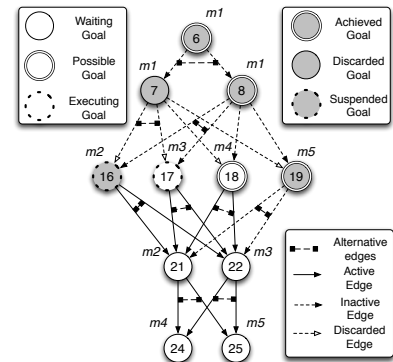 Waiting
Goal
Possible
Goal
Executing
Goal
m1
6
Achieved
Goal
Discarded
Goal
Suspended
Goal
m1
m1
7
8
m2
m3
m4
m5
16
17
18
19
m2
m3
21
22
m4
m5
24
25
Alternative
edges
Active
Edge
Inactive
Edge
Discarded
Edge